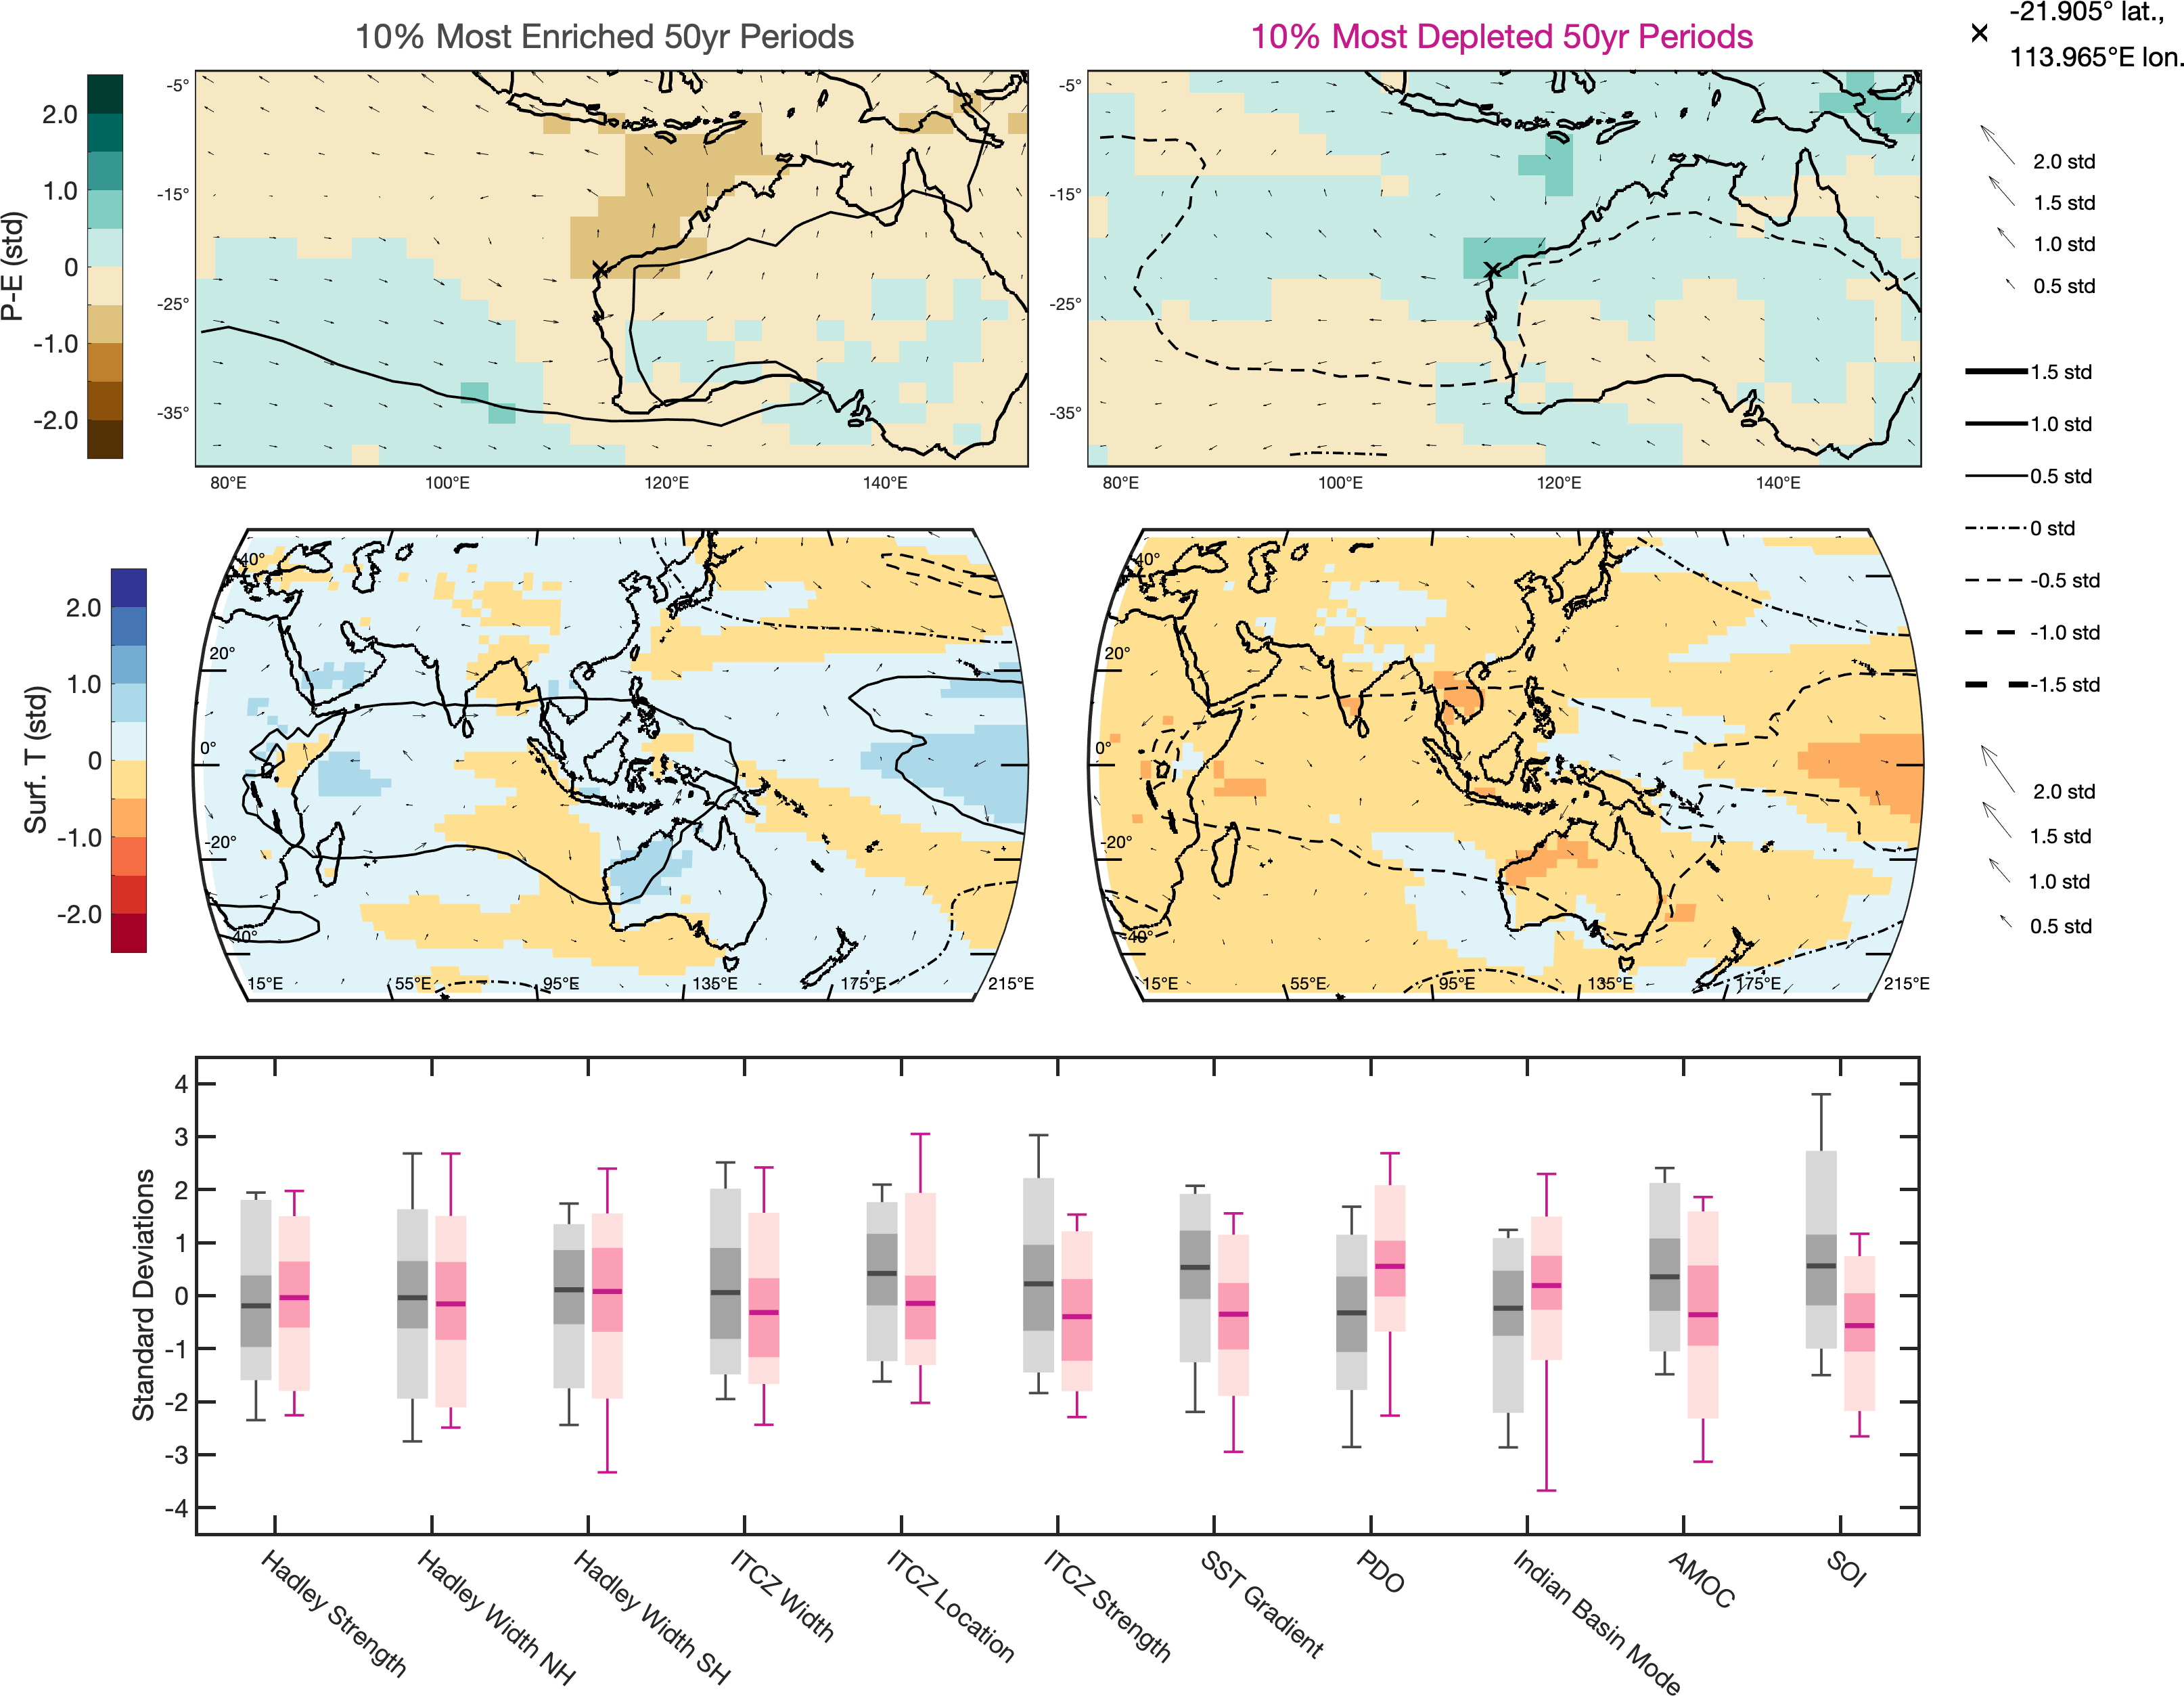 10% Most Enriched 50yr Periods
10% Most Depleted 50yr Periods
-21.905° lat.,
113.965°E lon.
P-E (std)
2.0
1.0
0
-1.0
-2.0
-5°
-15°
-25°
-35°
80°E
100°E
120°E
140°E
-5°
-15°
-25°
-35°
80°E
100°E
120°E
140°E
2.0 std
1.5 std
1.0 std
0.5 std
1.5 std
1.0 std
0.5 std
0 std
-0.5 std
-1.0 std
-1.5 std
2.0 std
1.5 std
1.0 std
0.5 std
Surf. T (std)
2.0
1.0
0
-1.0
-2.0
40°
20°
0°
-20°
-40°
15°E
55°E
95°E
135°E
175°E
215°E
40°
20°
0°
-20°
-40°
15°E
55°E
95°E
135°E
175°E
215°E
Standard Deviations
4
3
2
1
0
-1
-2
-3
-4
Hadley Strength
Hadley Width NH
Hadley Width SH
ITCZ Width
ITCZ Location
ITCZ Strength
SST Gradient
PDO
Indian Basin Mode
AMOC
SOI